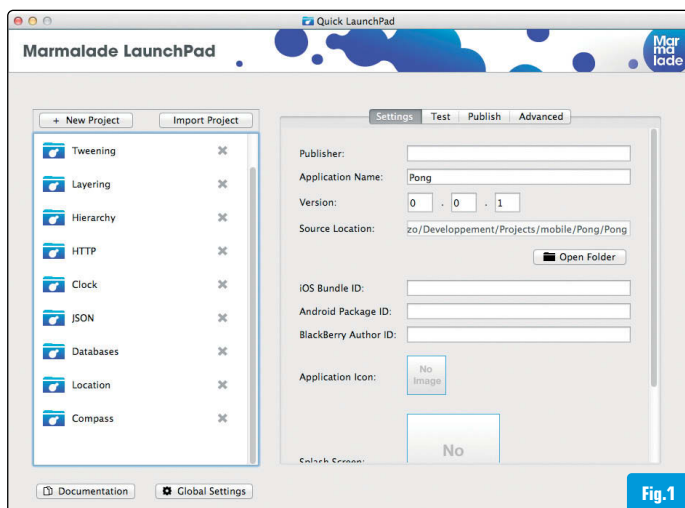 Quick LaunchPad
Marmalade LaunchPad
Mar
ma
lade
+ New Project
Import Project
Tweening
Layering
Hierarchy
HTTP
Clock
JSON
Databases
Location
Compass
Documentation
Global Settings
Settings Test Publish Advanced
Publisher:
Application Name: Pong
Version: 0 . 0 . 1
Source Location: zo/Developpement/Projects/mobile/Pong/Pong
Open Folder
iOS Bundle ID:
Android Package ID:
BlackBerry Author ID:
Application Icon:
No
Image
Splash Screen:
No
Fig.1